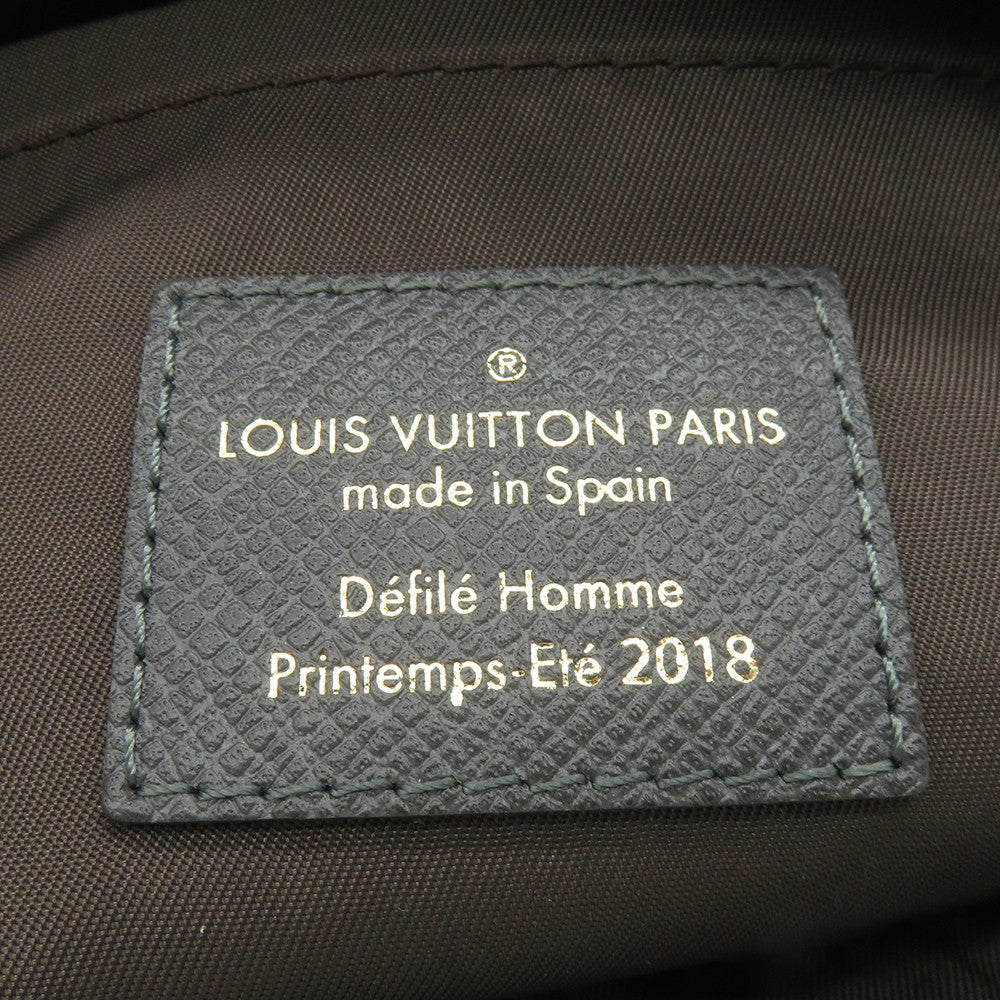 ®
LOUIS VUITTON PARIS
made in Spain
Défilé Homme
Printemps-Eté 2018